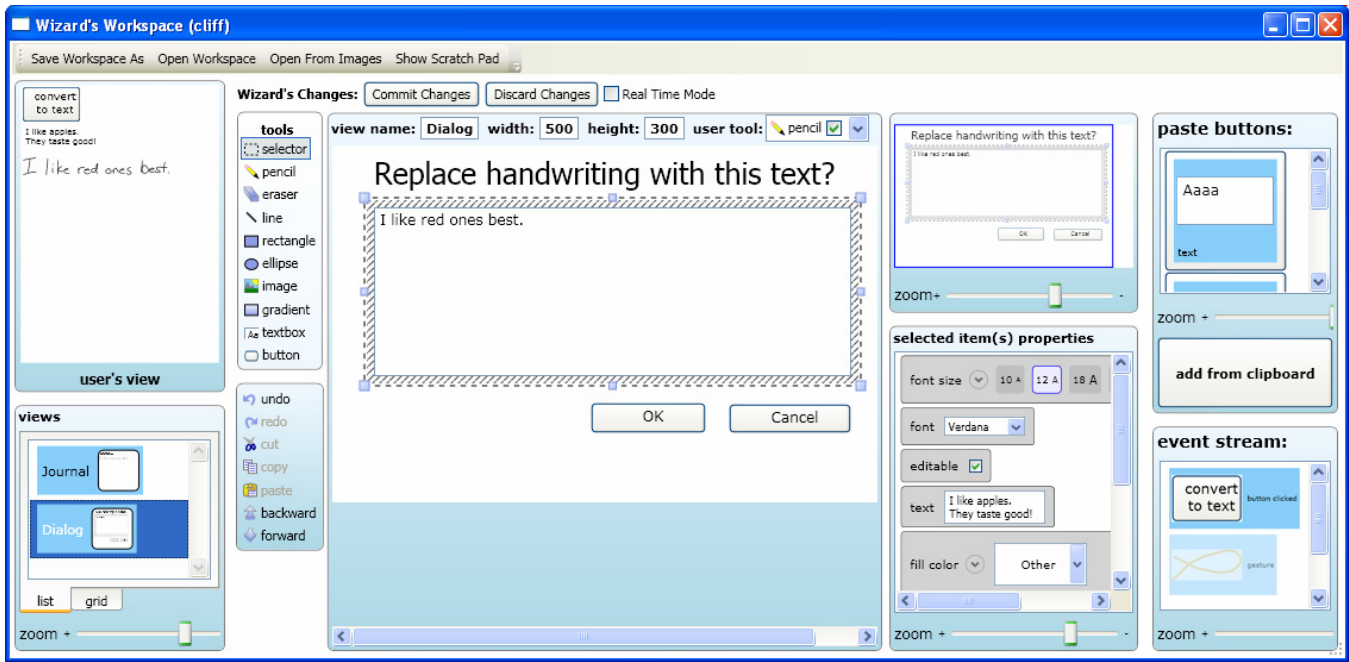 Wizard's Workspace (cliff)
Save Workspace As Open Workspace Open From Images Show Scratch Pad
convert
to text
I like apples.
They taste good!
I like red ones best.
user's view
views
Journal
Dialog
list grid
zoom +
Wizard's Changes: Commit Changes Discard Changes Real Time Mode
tools
selector
pencil
eraser
line
rectangle
ellipse
image
gradient
Aa textbox
button
undo
redo
cut
copy
paste
backward
forward
view name: Dialog width: 500 height: 300 user tool: pencil
Replace handwriting with this text?
I like red ones best.
OK Cancel
Replace handwriting with this text?
I like red ones best.
OK Cancel
zoom+ -
selected item(s) properties
font size 10 A 12 A 18 A
font Verdana
editable
text I like apples.
They taste good!
fill color Other
zoom + -
paste buttons:
Aaaa
text
zoom +
add from clipboard
event stream:
convert
to text button clicked
gesture
zoom +